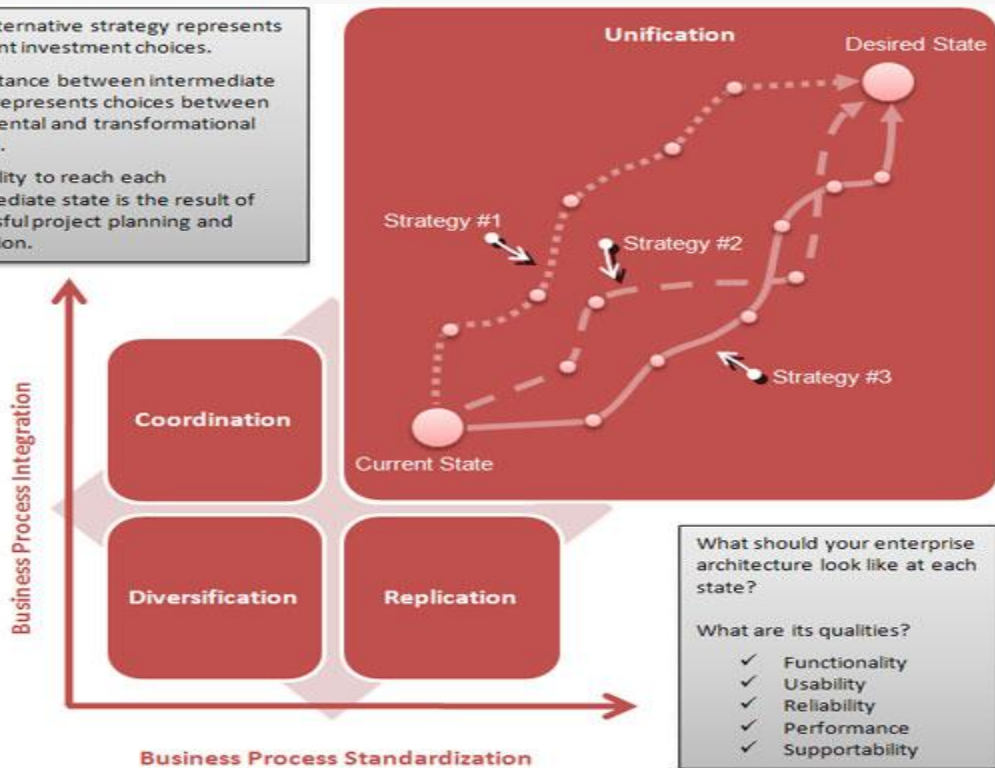 ternative strategy represents
nt investment choices.
tance between intermediate
epresents choices between
ental and transformational
.
lity to reach each
ediate state is the result of
sful project planning and
ion.
Unification
Desired State
Strategy #1
Strategy #2
Strategy #3
Current State
Coordination
Diversification
Replication
Business Process Integration
Business Process Standardization
What should your enterprise
architecture look like at each
state?
What are its qualities?
✓ Functionality
✓ Usability
✓ Reliability
✓ Performance
✓ Supportability